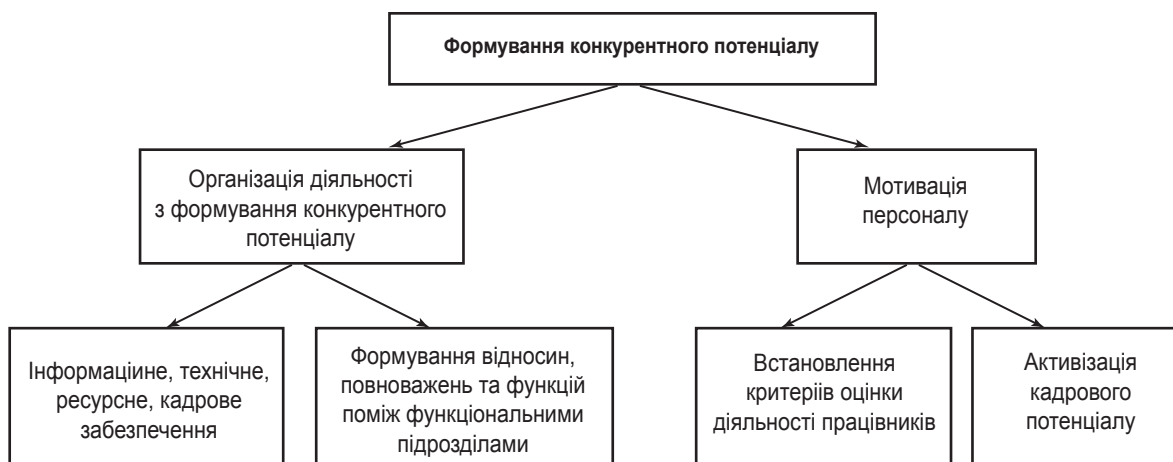 Формування конкурентного потенціалу
Організація діяльності
з формування конкурентного
потенціалу
Мотивація
персоналу
Інформаціине, технічне,
ресурсне, кадрове
забезпечення
Формування відносин,
повноважень та функцій
поміж функціональними
підрозділами
Встановлення
критеріїв оцінки
діяльності працівників
Активізація
кадрового
потенціалу